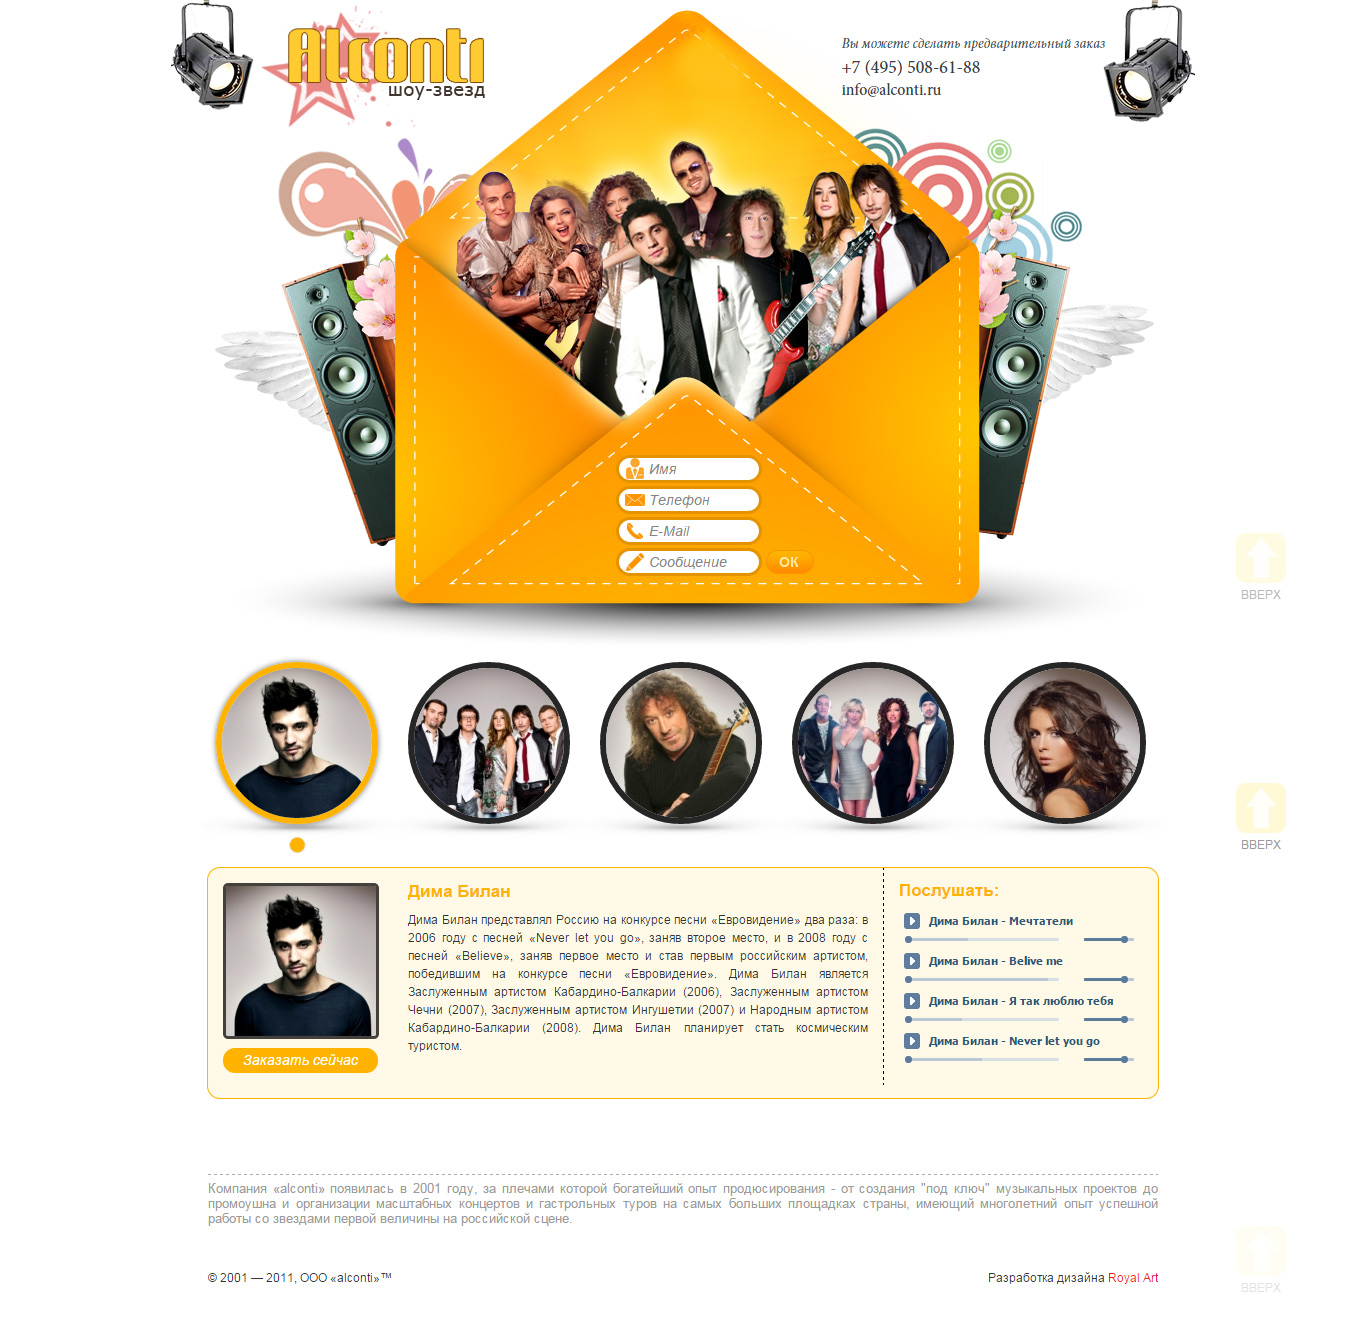 Alconti
шоу-звезд
Вы можете сделать предварительный заказ
+7 (495) 508-61-88
info@alconti.ru
Имя
Телефон
E-Mail
Сообщение
ОК
ВВЕРХ
ВВЕРХ
Дима Билан
Дима Билан представлял Россию на конкурсе песни «Евровидение» два раза: в
2006 году с песней «Never let you go», заняв второе место, и в 2008 году с
песней «Believe», заняв первое место и став первым российским артистом,
победившим на конкурсе песни «Евровидение». Дима Билан является
Заслуженным артистом Кабардино-Балкарии (2006), Заслуженным артистом
Чечни (2007), Заслуженным артистом Ингушетии (2007) и Народным артистом
Кабардино-Балкарии (2008). Дима Билан планирует стать космическим
туристом.
Заказать сейчас
Послушать:
Дима Билан - Мечтатели
Дима Билан - Belive me
Дима Билан - Я так люблю тебя
Дима Билан - Never let you go
Компания «alconti» появилась в 2001 году, за плечами которой богатейший опыт продюсирования - от создания "под ключ" музыкальных проектов до
промоушна и организации масштабных концертов и гастрольных туров на самых больших площадках страны, имеющий многолетний опыт успешной
работы со звездами первой величины на российской сцене.
© 2001 — 2011, ООО «alconti»™
Разработка дизайна Royal Art
ВВЕРХ